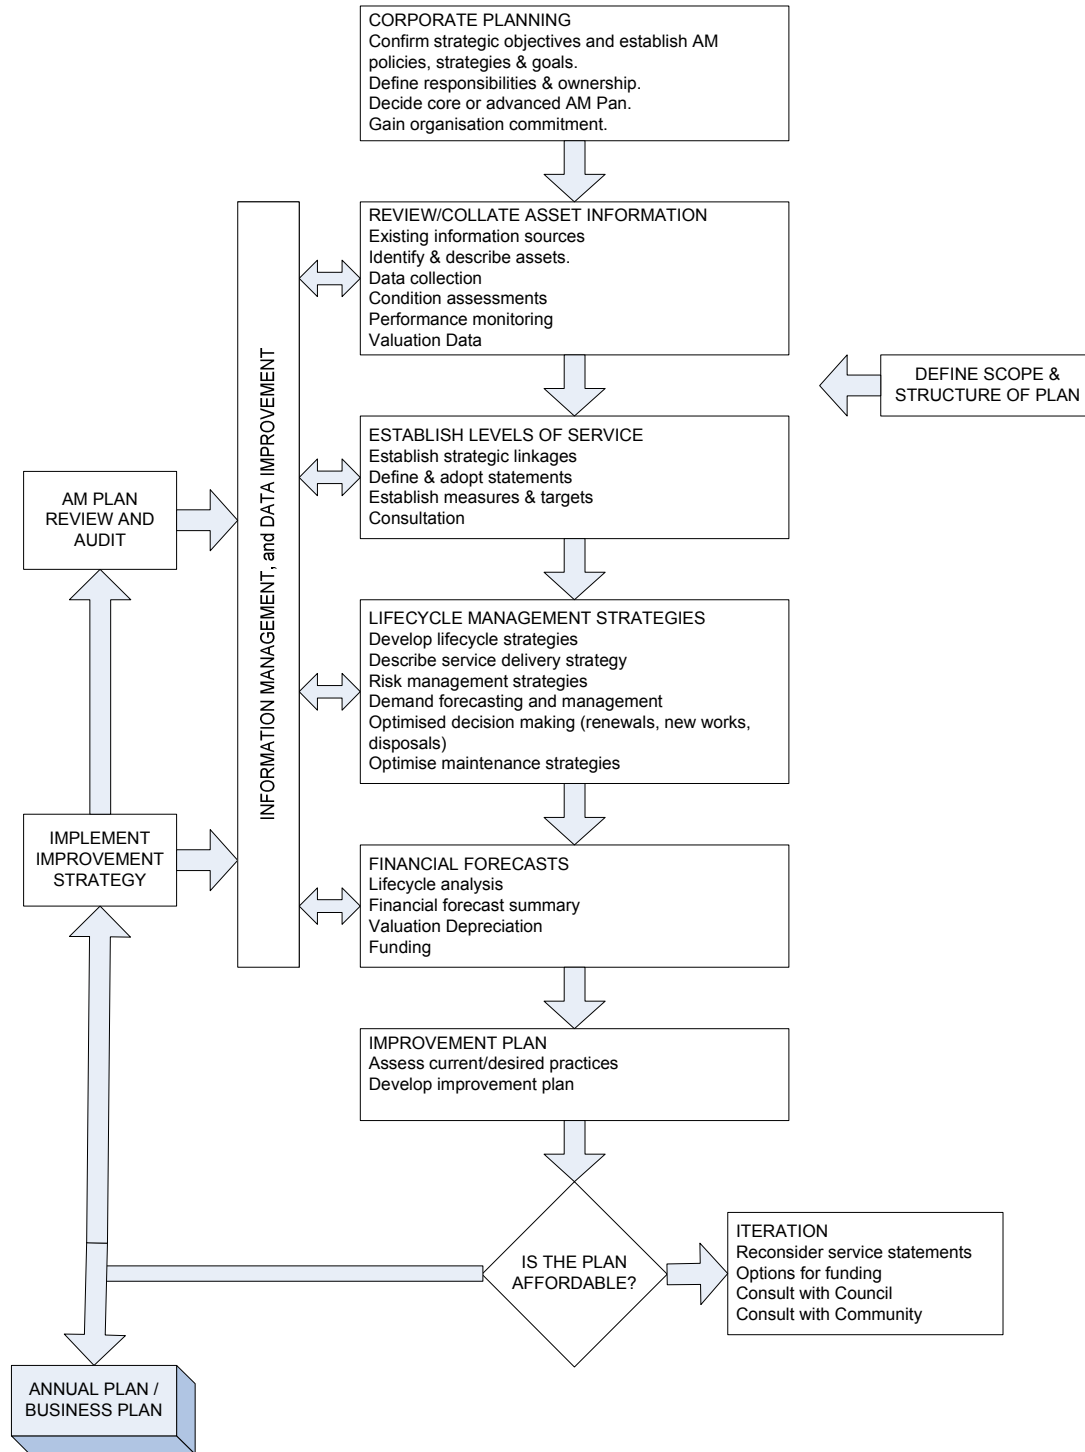 CORPORATE PLANNING
Confirm strategic objectives and establish AM
policies, strategies & goals.
Define responsibilities & ownership.
Decide core or advanced AM Pan.
Gain organisation commitment.
REVIEW/COLLATE ASSET INFORMATION
Existing information sources
Identify & describe assets.
Data collection
Condition assessments
Performance monitoring
Valuation Data
INFORMATION MANAGEMENT, and DATA IMPROVEMENT
DEFINE SCOPE &
STRUCTURE OF PLAN
ESTABLISH LEVELS OF SERVICE
Establish strategic linkages
Define & adopt statements
Establish measures & targets
Consultation
AM PLAN
REVIEW AND
AUDIT
LIFECYCLE MANAGEMENT STRATEGIES
Develop lifecycle strategies
Describe service delivery strategy
Risk management strategies
Demand forecasting and management
Optimised decision making (renewals, new works,
disposals)
Optimise maintenance strategies
IMPLEMENT
IMPROVEMENT
STRATEGY
FINANCIAL FORECASTS
Lifecycle analysis
Financial forecast summary
Valuation Depreciation
Funding
IMPROVEMENT PLAN
Assess current/desired practices
Develop improvement plan
IS THE PLAN
AFFORDABLE?
ITERATION
Reconsider service statements
Options for funding
Consult with Council
Consult with Community
ANNUAL PLAN /
BUSINESS PLAN